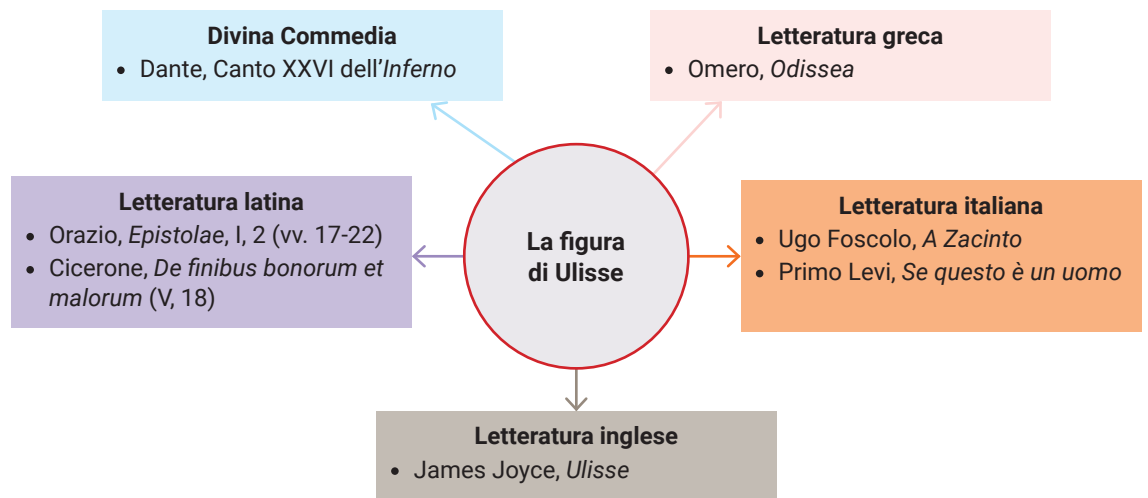 Divina Commedia
• Dante, Canto XXVI dell'Inferno
Letteratura greca
• Omero, Odissea
Letteratura latina
• Orazio, Epistolae, I, 2 (vv. 17-22)
• Cicerone, De finibus bonorum et
malorum (V, 18)
La figura
di Ulisse
Letteratura italiana
• Ugo Foscolo, A Zacinto
• Primo Levi, Se questo è un uomo
Letteratura inglese
• James Joyce, Ulisse